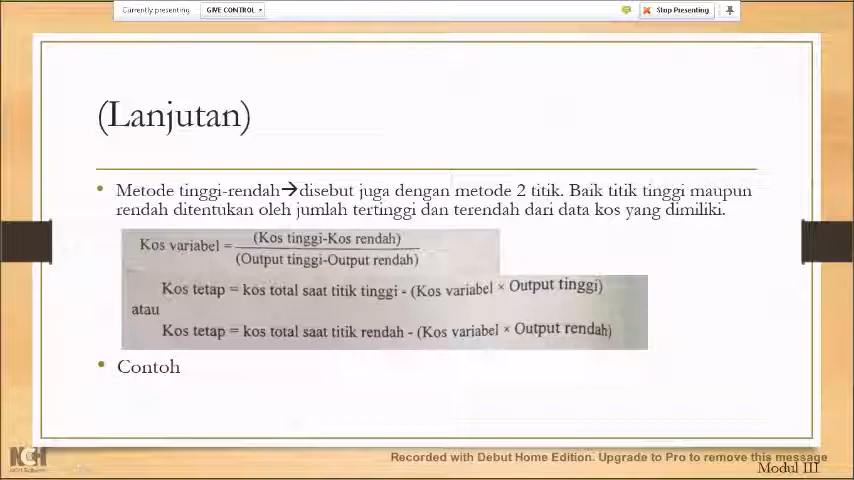 Currently presenting GIVE CONTROL Stop Presenting
(Lanjutan)
• Metode tinggi-rendah➔disebut juga dengan metode 2 titik. Baik titik tinggi maupun
rendah ditentukan oleh jumlah tertinggi dan terendah dari data kos yang dimiliki.
(Kos tinggi-Kos rendah)
Kos variabel =
(Output tinggi-Output rendah)
Kos tetap = kos total saat titik tinggi - (Kos variabel × Output tinggi)
atau
Kos tetap = kos total saat titik rendah - (Kos variabel × Output rendah)
• Contoh
NCH
Recorded with Debut Home Edition. Upgrade to Pro to remove this message
Modul III